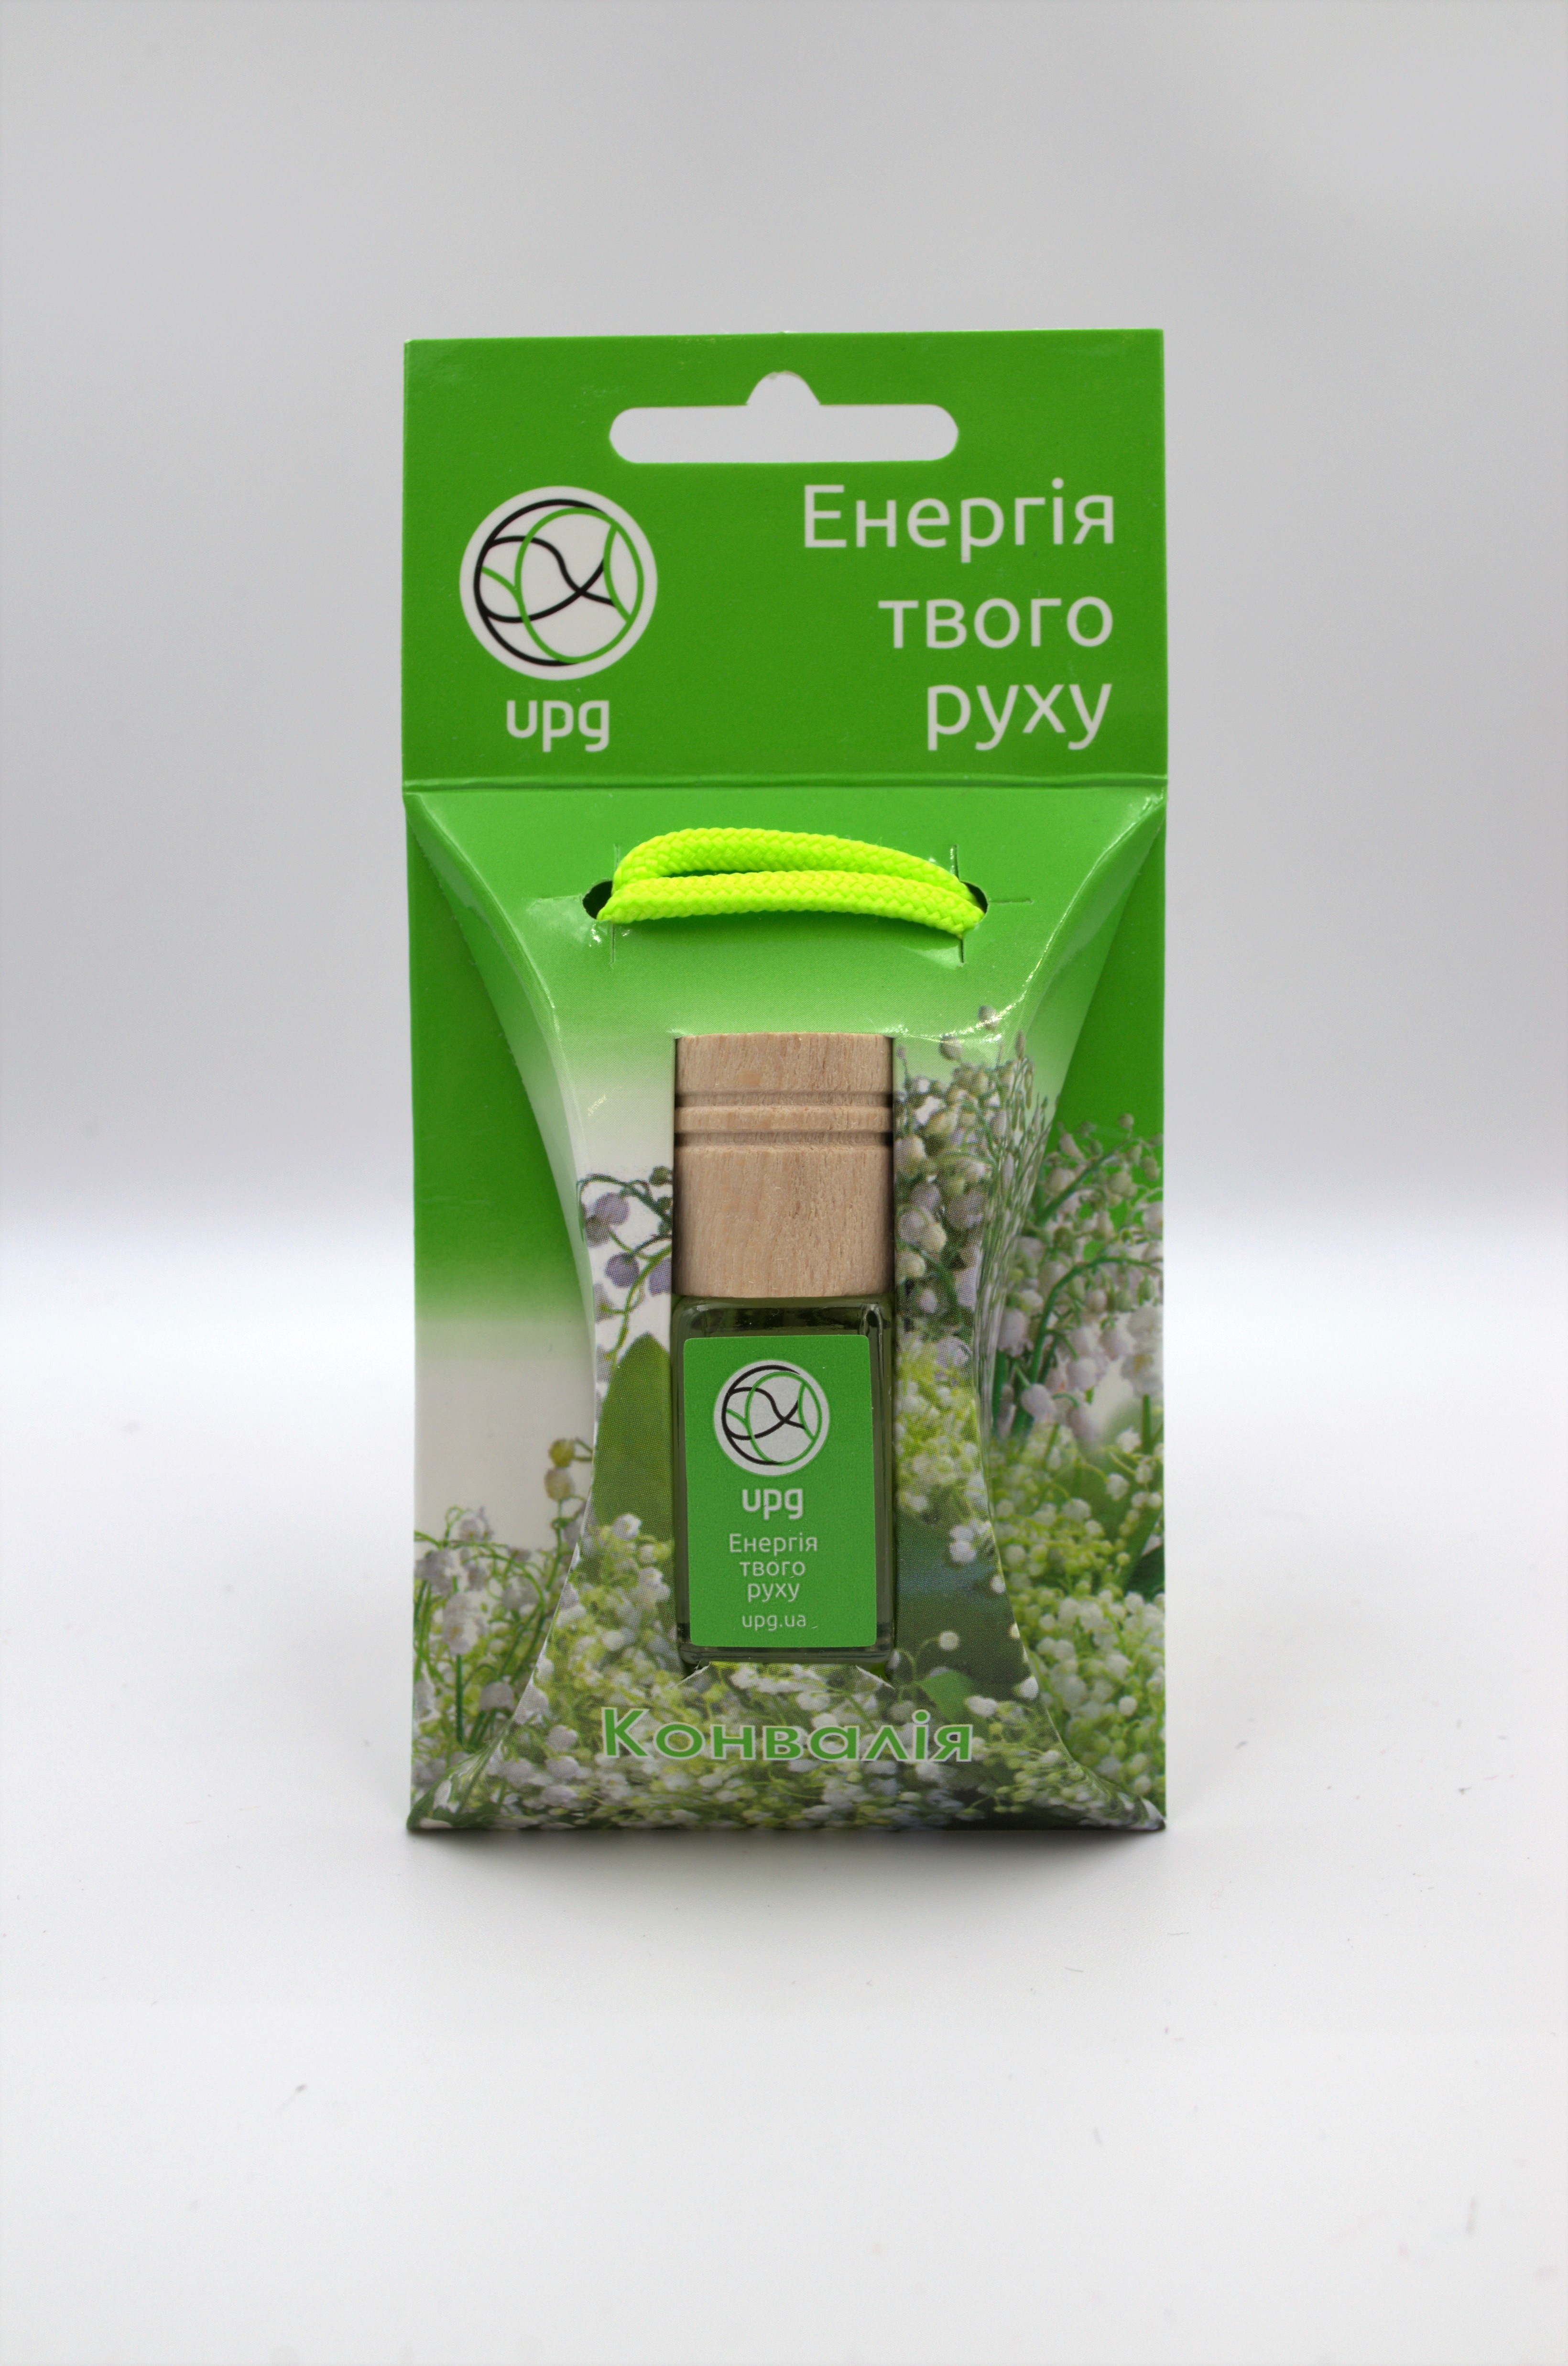 Енергія
твого
руху
upg
upg
Енергія
твого
руху
upg.ua
Конвалія